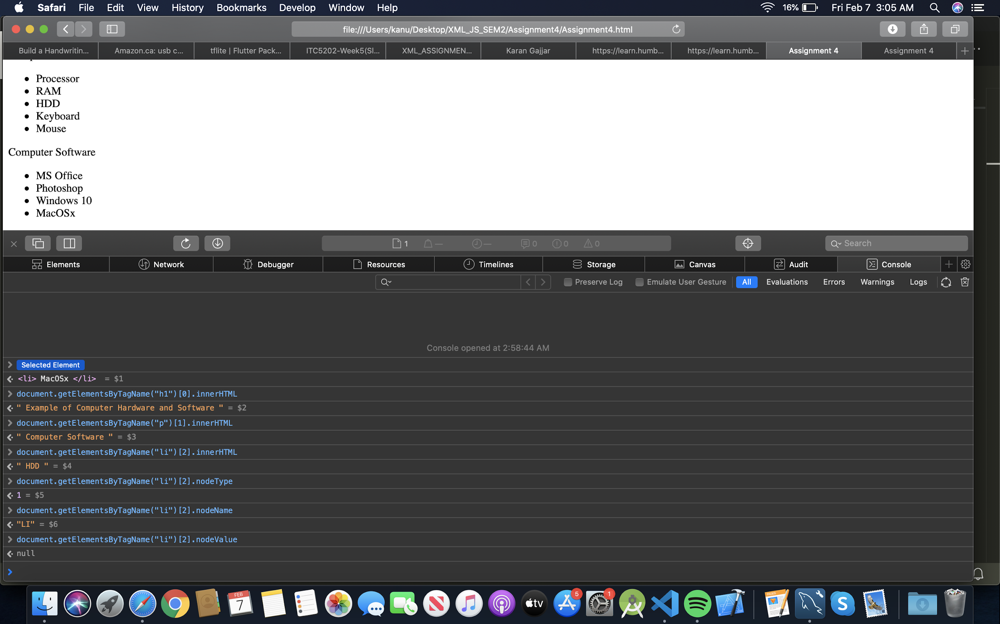 Safari File Edit View History Bookmarks Develop Window Help 16% Fri Feb 7 3:05 AM
file:///Users/kanu/Desktop/XML_JS_SEM2/Assignment4/Assignment4.html
Build a Handwritin... Amazon.ca: usb c... tflite | Flutter Pack... ITC5202-Week5(Sl... XML_ASSIGNMEN... Karan Gajjar https://learn.humb... https://learn.humb... Assignment 4 Assignment 4
• Processor
• RAM
• HDD
• Keyboard
• Mouse
Computer Software
• MS Office
• Photoshop
• Windows 10
• MacOSx
1 — — 0 0 0 Search
Elements Network Debugger Resources Timelines Storage Canvas Audit Console
Preserve Log Emulate User Gesture All Evaluations Errors Warnings Logs
Console opened at 2:58:44 AM
Selected Element
<li> MacOSx </li> = $1
document.getElementsByTagName("h1")[0].innerHTML
" Example of Computer Hardware and Software " = $2
document.getElementsByTagName("p")[1].innerHTML
" Computer Software " = $3
document.getElementsByTagName("li")[2].innerHTML
" HDD " = $4
document.getElementsByTagName("li")[2].nodeType
1 = $5
document.getElementsByTagName("li")[2].nodeName
"LI" = $6
document.getElementsByTagName("li")[2].nodeValue
null
FEB 7 tv 5 1 PAGES S